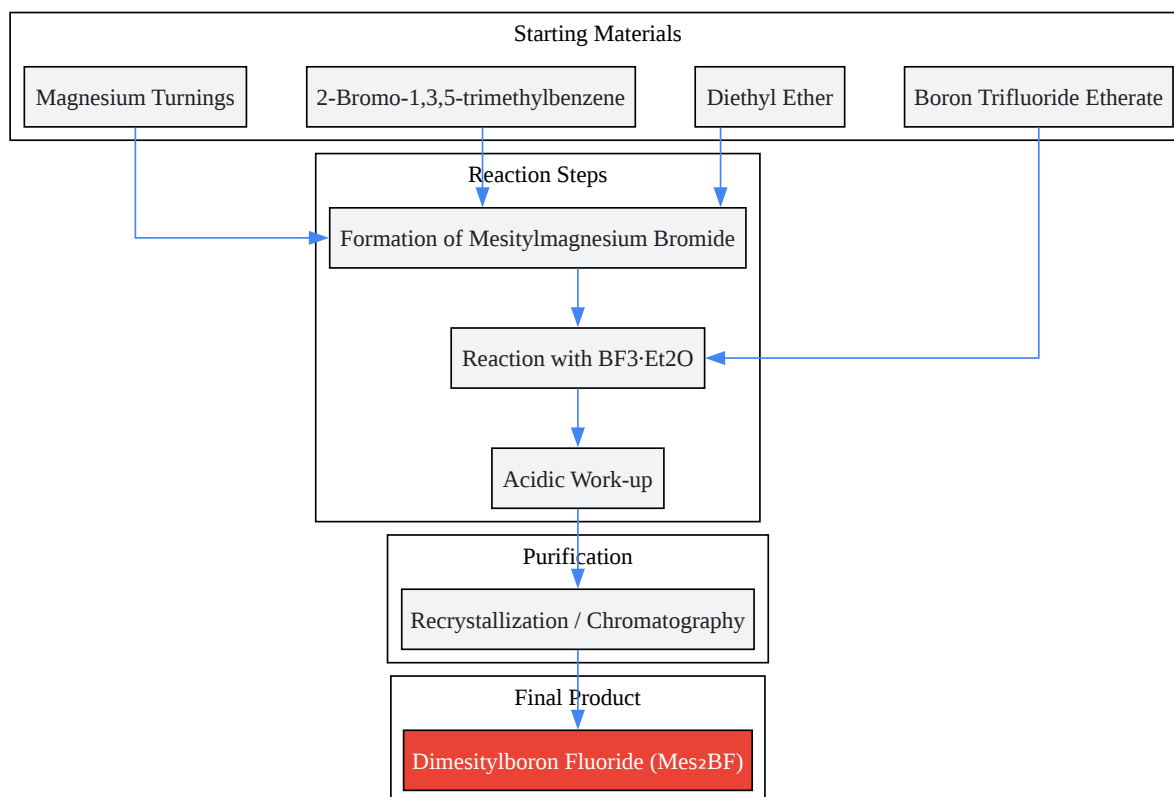 Starting Materials
Magnesium Turnings
2-Bromo-1,3,5-trimethylbenzene
Diethyl Ether
Boron Trifluoride Etherate
Reaction Steps
Formation of Mesitylmagnesium Bromide
Reaction with BF3·Et2O
Acidic Work-up
Purification
Recrystallization / Chromatography
Final Product
Dimesitylboron Fluoride (Mes₂BF)